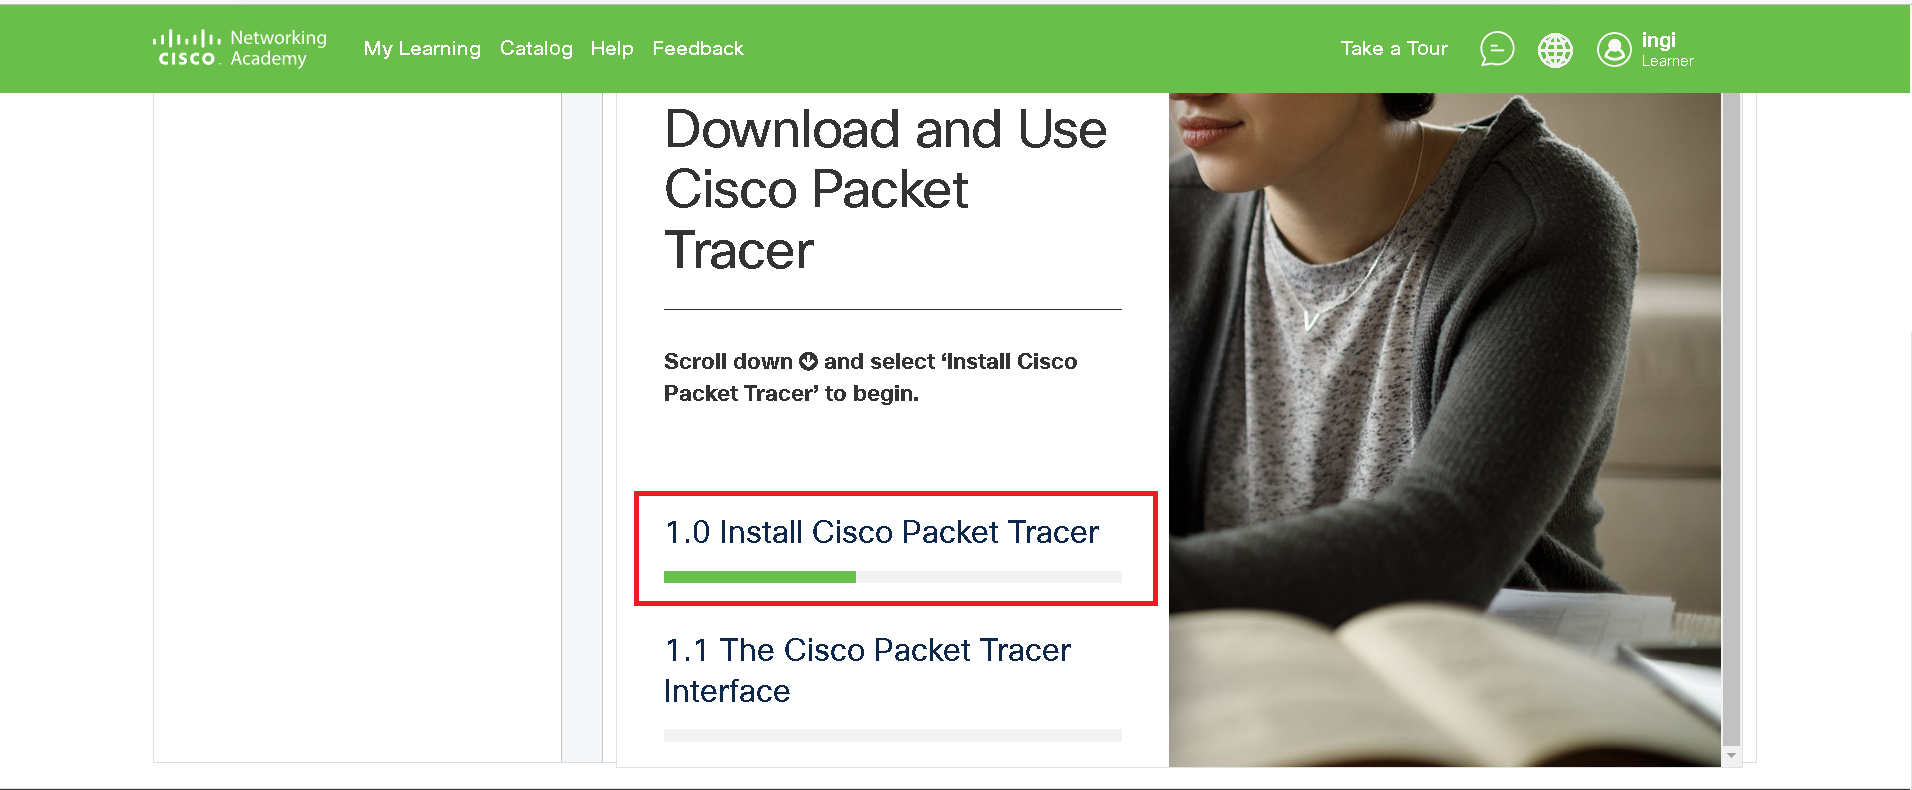 Networking
CISCO. Academy
My Learning Catalog Help Feedback
Take a Tour
ingi
Learner
Download and Use
Cisco Packet
Tracer
Scroll down and select ‘Install Cisco
Packet Tracer’ to begin.
1.0 Install Cisco Packet Tracer
1.1 The Cisco Packet Tracer
Interface